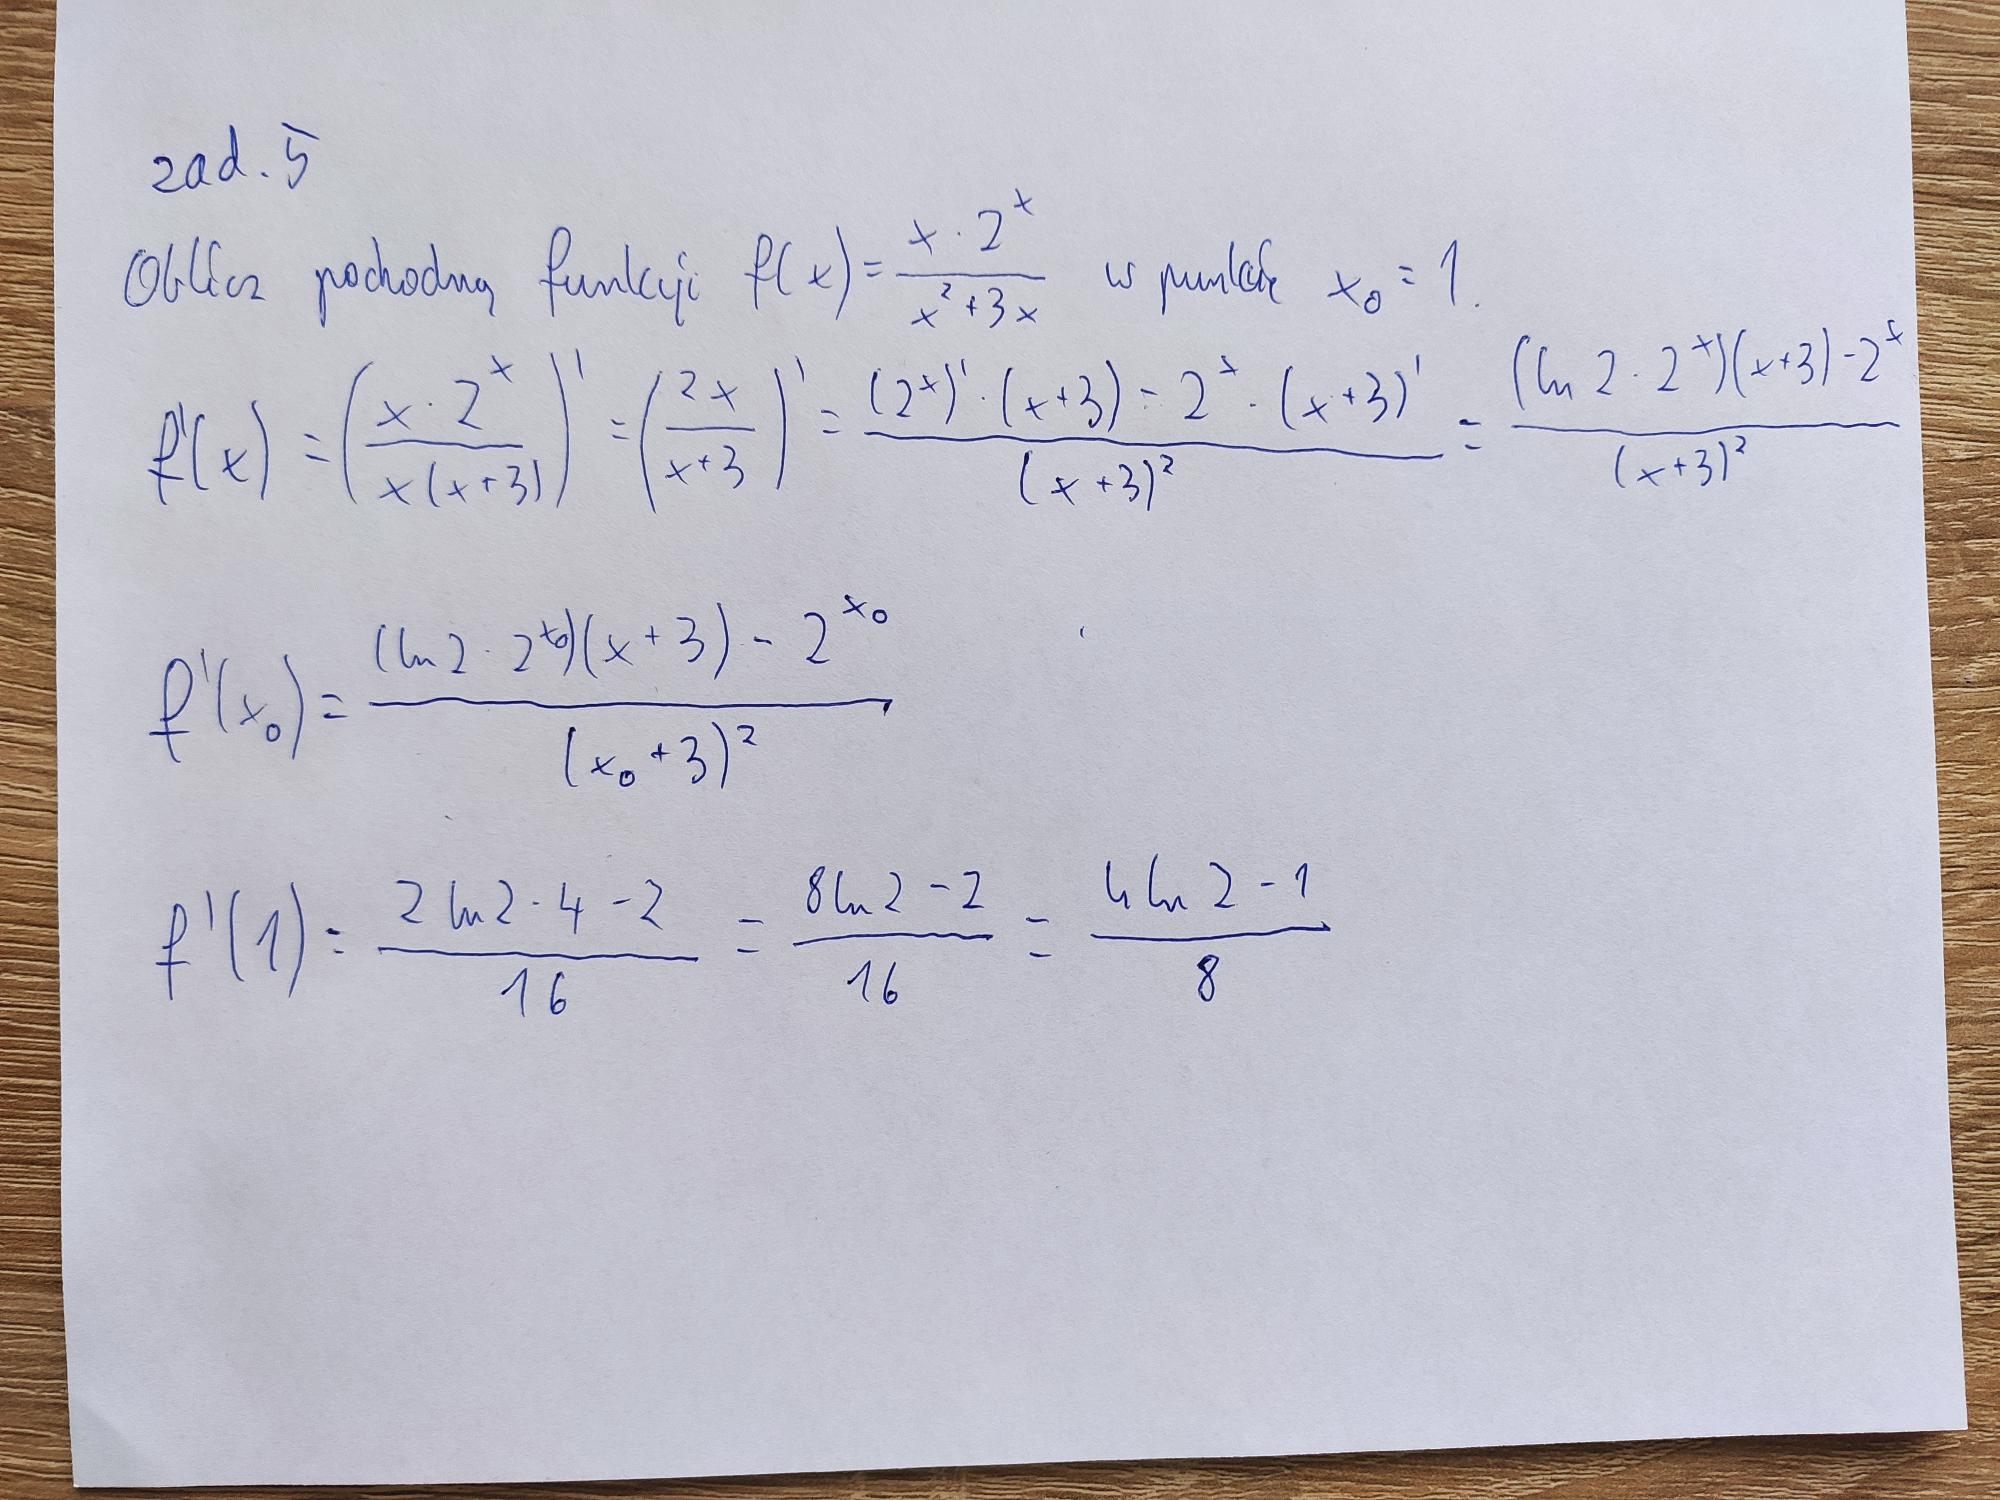 zad. 5
Oblicz pochodną funkcji f(x) = \frac{x \cdot 2^x}{x^2+3x} w punkcie x_0 = 1.
f'(x) = \left(\frac{x \cdot 2^x}{x(x+3)}\right)' = \left(\frac{2x}{x+3}\right)' = \frac{(2^x)' \cdot (x+3) - 2^x \cdot (x+3)'}{(x+3)^2} = \frac{(\ln 2 \cdot 2^x)(x+3) - 2^x}{(x+3)^2}
f'(x_0) = \frac{(\ln 2 \cdot 2^{x_0})(x+3) - 2^{x_0}}{(x_0+3)^2}
f'(1) = \frac{2 \ln 2 \cdot 4 - 2}{16} = \frac{8 \ln 2 - 2}{16} = \frac{4 \ln 2 - 1}{8}